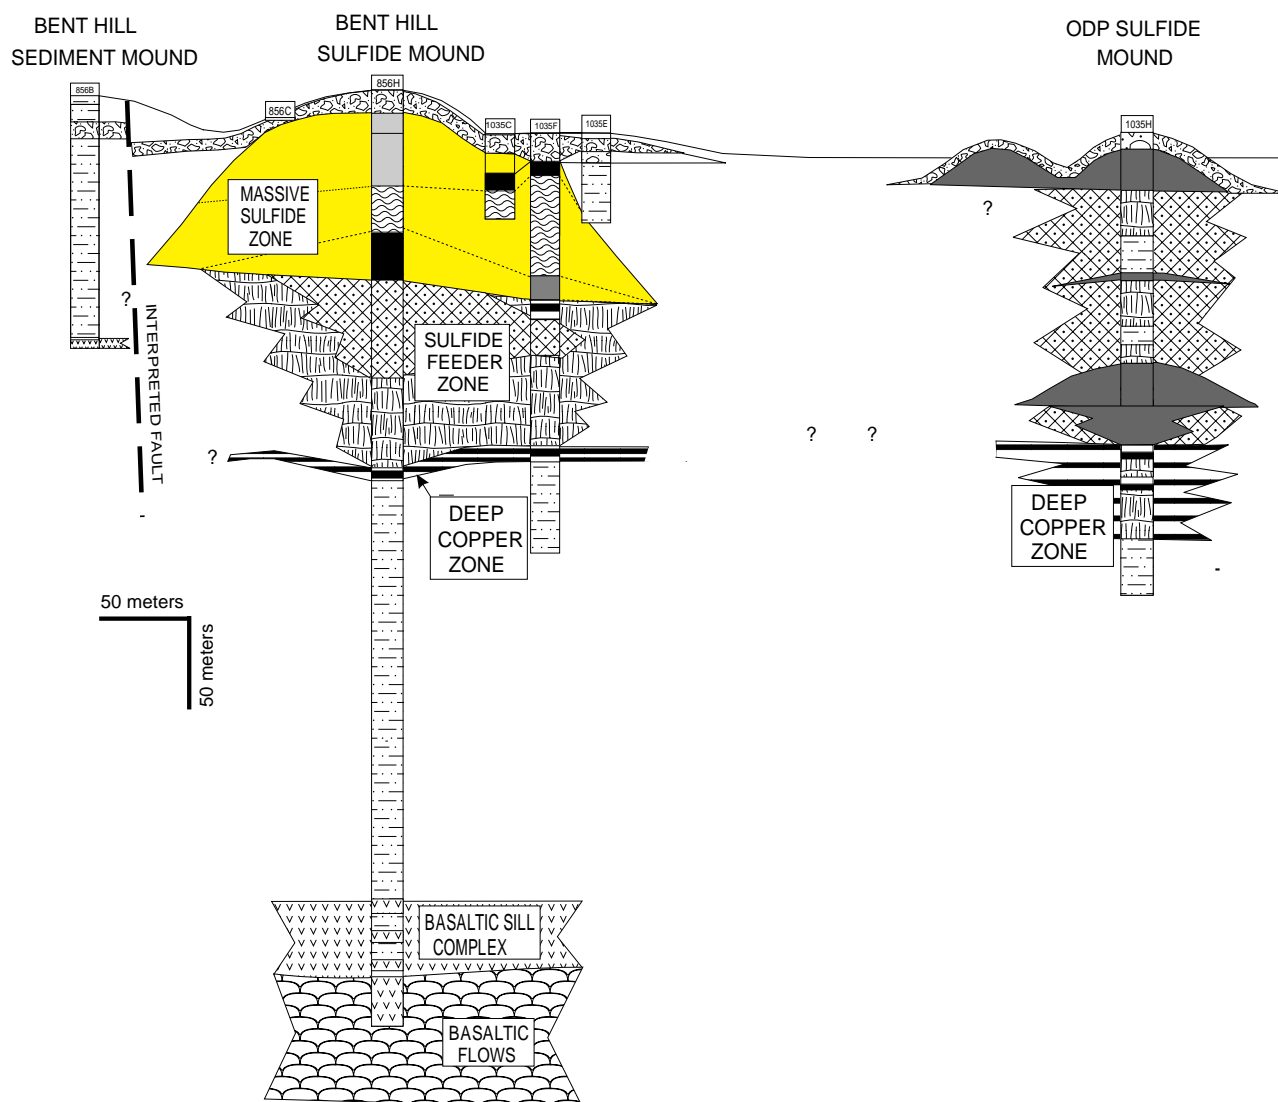 BENT HILL
SEDIMENT MOUND
BENT HILL
SULFIDE MOUND
ODP SULFIDE
MOUND
856B
856H
856C
1035C
1035F
1035E
1035H
MASSIVE
SULFIDE
ZONE
?
?
INTERPRETED FAULT
SULFIDE
FEEDER
ZONE
?
?
?
DEEP
COPPER
ZONE
DEEP
COPPER
ZONE
50 meters
50 meters
BASALTIC SILL
COMPLEX
BASALTIC
FLOWS